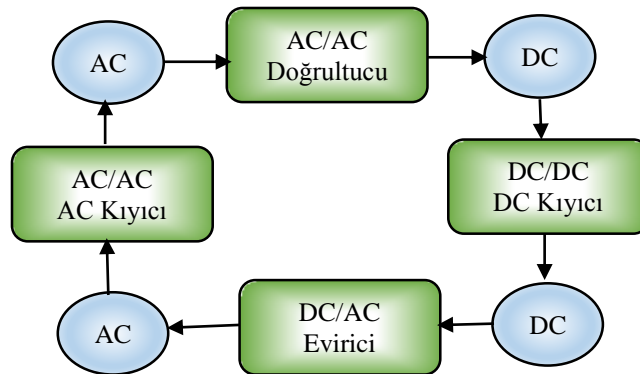 AC
AC/AC
Doğrultucu
DC
AC/AC
AC Kıyıcı
DC/DC
DC Kıyıcı
AC
DC/AC
Evirici
DC